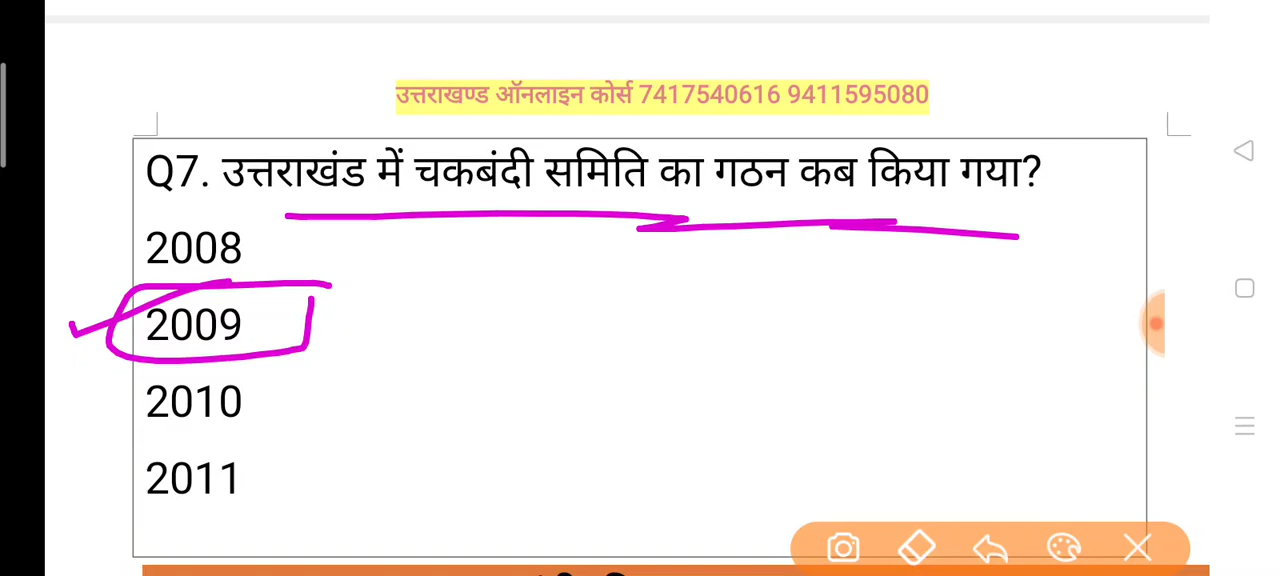 उत्तराखण्ड ऑनलाइन कोर्स 7417540616 9411595080
Q7. उत्तराखंड में चकबंदी समिति का गठन कब किया गया?
2008
2009
2010
2011